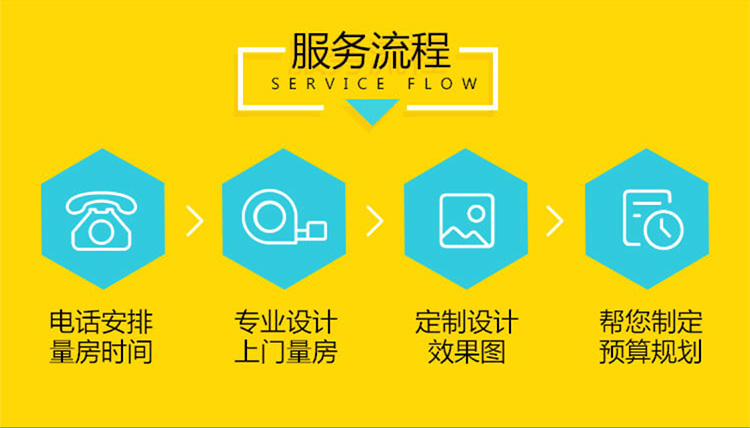 服务流程
SERVICE FLOW
电话安排
量房时间
专业设计
上门量房
定制设计
效果图
帮您制定
预算规划